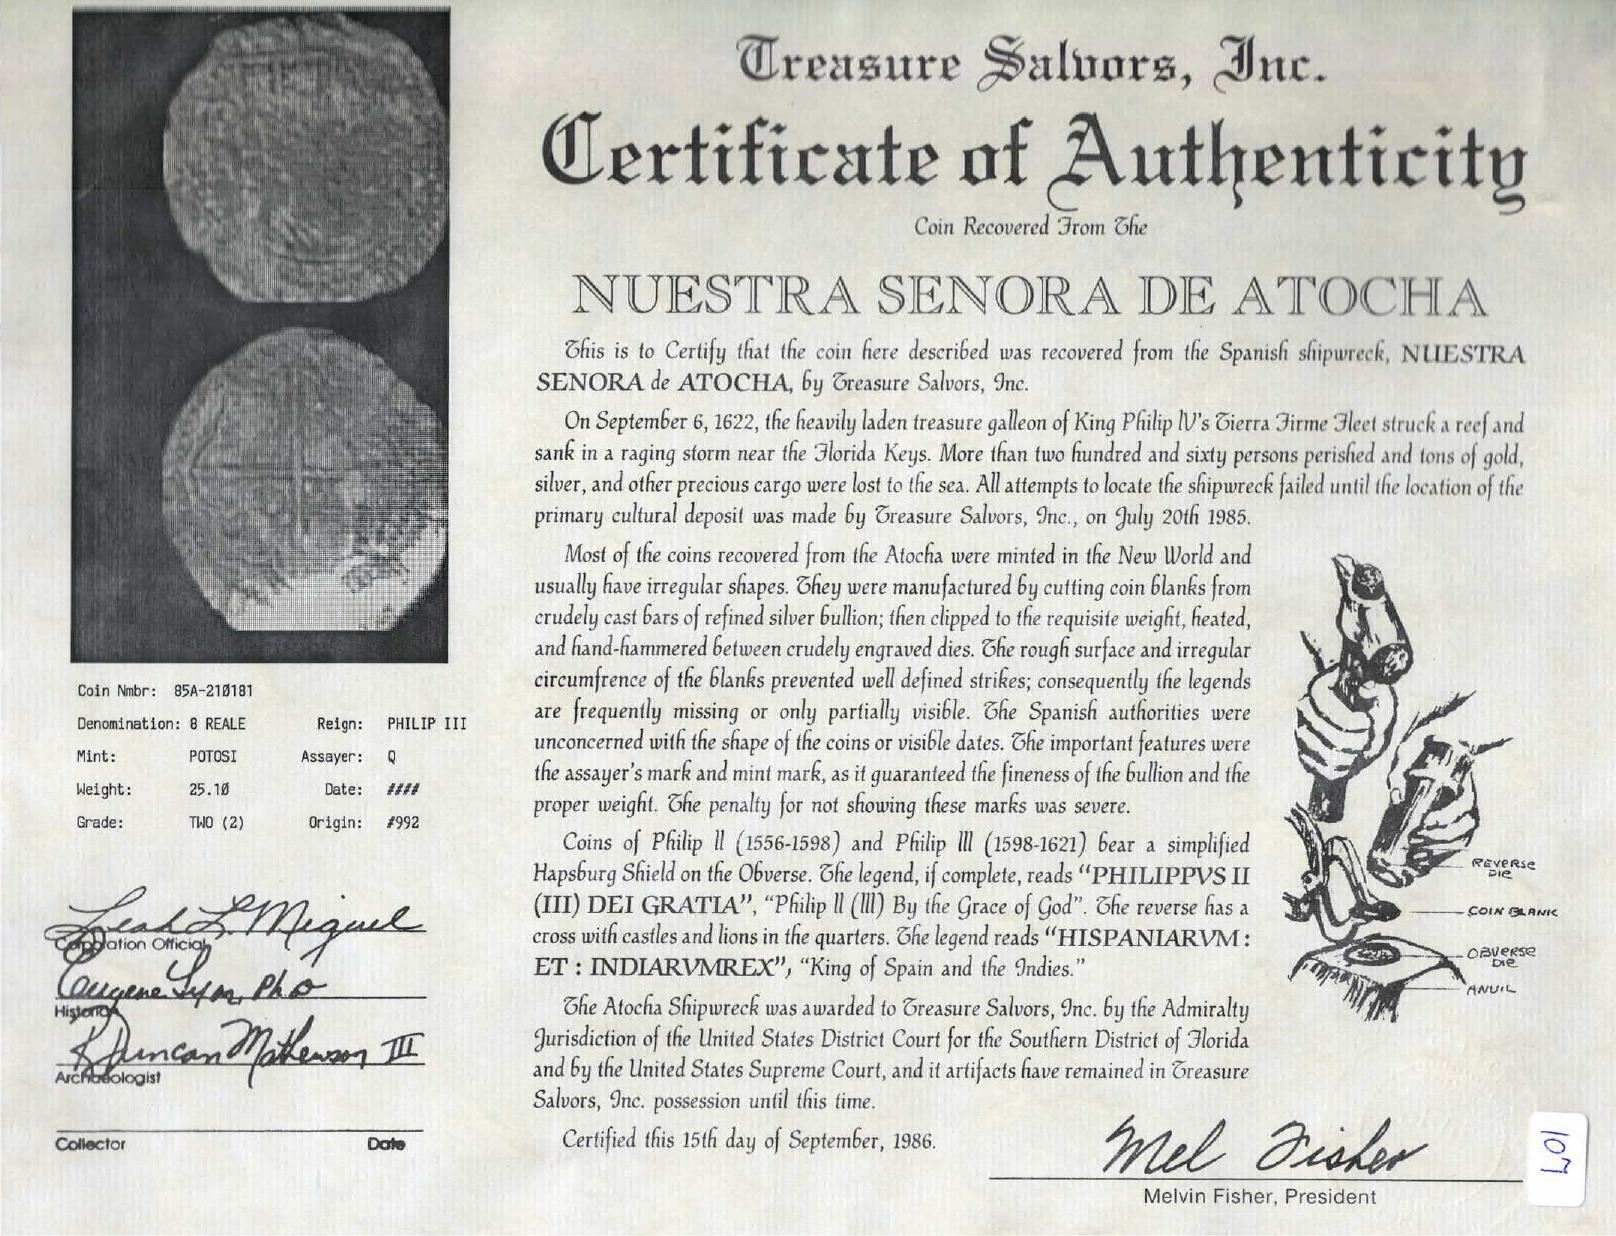 Treasure Salvors, Inc.
Certificate of Authenticity
Coin Recovered From The
NUESTRA SENORA DE ATOCHA
This is to Certify that the coin here described was recovered from the Spanish shipwreck, NUESTRA
SENORA de ATOCHA, by Treasure Salvors, Inc.
On September 6, 1622, the heavily laden treasure galleon of King Philip IV's Tierra Firme Fleet struck a reef and
sank in a raging storm near the Florida Keys. More than two hundred and sixty persons perished and tons of gold,
silver, and other precious cargo were lost to the sea. All attempts to locate the shipwreck failed until the location of the
primary cultural deposit was made by Treasure Salvors, Inc., on July 20th 1985.
Most of the coins recovered from the Atocha were minted in the New World and
usually have irregular shapes. They were manufactured by cutting coin blanks from
crudely cast bars of refined silver bullion; then clipped to the requisite weight, heated,
and hand-hammered between crudely engraved dies. The rough surface and irregular
circumfrence of the blanks prevented well defined strikes; consequently the legends
are frequently missing or only partially visible. The Spanish authorities were
unconcerned with the shape of the coins or visible dates. The important features were
the assayer's mark and mint mark, as it guaranteed the fineness of the bullion and the
proper weight. The penalty for not showing these marks was severe.
Coins of Philip II (1556-1598) and Philip III (1598-1621) bear a simplified
Hapsburg Shield on the Obverse. The legend, if complete, reads "PHILIPPVS II
(III) DEI GRATIA", "Philip II (III) By the Grace of God". The reverse has a
cross with castles and lions in the quarters. The legend reads "HISPANIARVM :
ET : INDIARVMREX", "King of Spain and the Indies."
The Atocha Shipwreck was awarded to Treasure Salvors, Inc. by the Admiralty
Jurisdiction of the United States District Court for the Southern District of Florida
and by the United States Supreme Court, and it artifacts have remained in Treasure
Salvors, Inc. possession until this time.
Certified this 15th day of September, 1986.
Mel Fisher
Melvin Fisher, President
REVERSE
DIE
COIN BLANK
OBVERSE
DIE
ANVIL
Coin Nmbr: 85A-210181
Denomination: 8 REALE Reign: PHILIP III
Mint: POTOSI Assayer: Q
Weight: 25.10 Date: ####
Grade: TWO (2) Origin: #992
Leah L. Miguel
Corporation Official
Eugene Lyon, Ph D
Historian
R. Duncan Mathewson III
Archaeologist
Collector Date
107